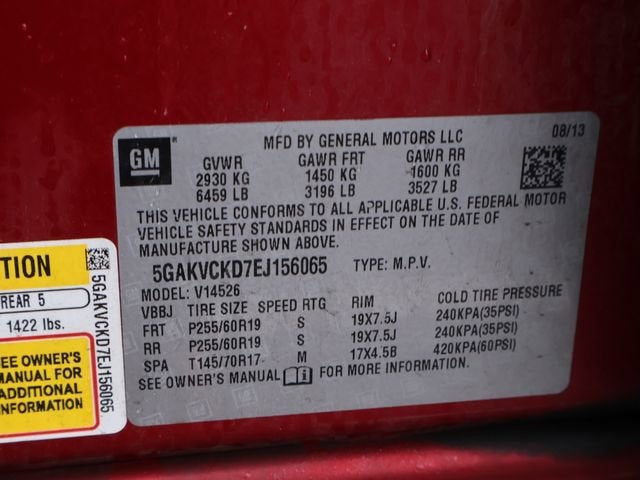 MFD BY GENERAL MOTORS LLC
08/13
GM
GVWR GAWR FRT GAWR RR
2930 KG 1450 KG 1600 KG
6459 LB 3196 LB 3527 LB
THIS VEHICLE CONFORMS TO ALL APPLICABLE U.S. FEDERAL MOTOR
VEHICLE SAFETY STANDARDS IN EFFECT ON THE DATE OF
MANUFACTURE SHOWN ABOVE.
5GAKVCKD7EJ156065 TYPE: M.P.V.
MODEL: V14526
VBBJ TIRE SIZE SPEED RTG RIM COLD TIRE PRESSURE
FRT P255/60R19 S 19X7.5J 240KPA(35PSI)
RR P255/60R19 S 19X7.5J 240KPA(35PSI)
SPA T145/70R17 M 17X4.5B 420KPA(60PSI)
SEE OWNER'S MANUAL FOR MORE INFORMATION.
TION
REAR 5
1422 lbs.
SEE OWNER'S
MANUAL FOR
ADDITIONAL
INFORMATION
5GAKVCKD7EJ156065